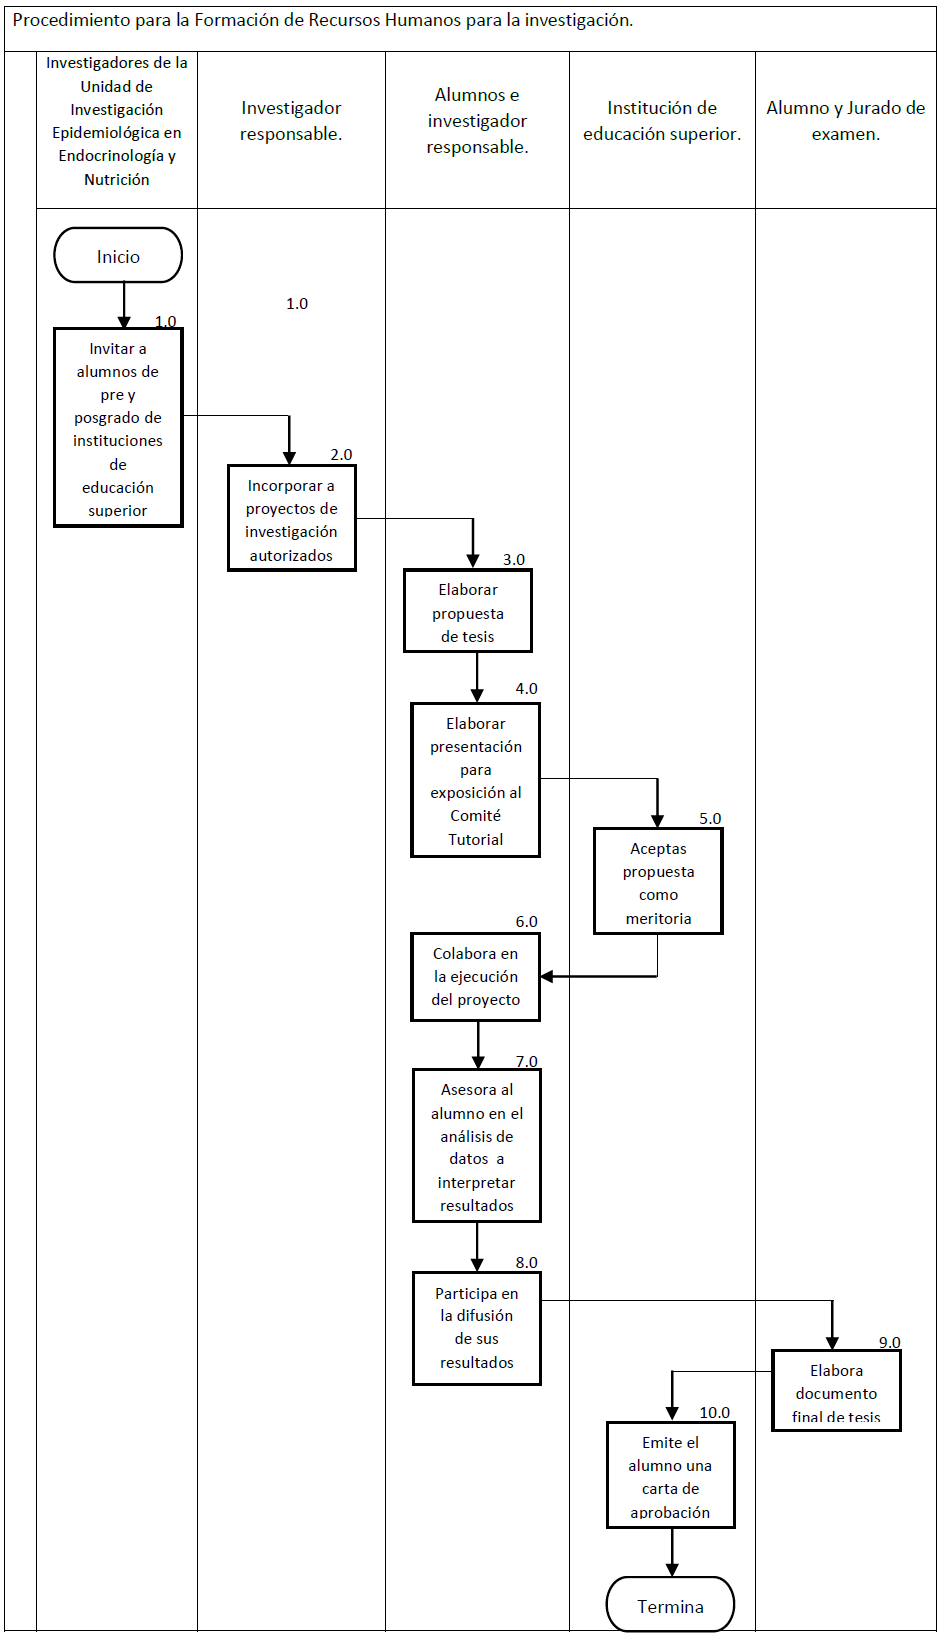 Procedimiento para la Formación de Recursos Humanos para la investigación.
Investigadores de la
Unidad de
Investigación
Epidemiológica en
Endocrinología y
Nutrición
Investigador
responsable.
Alumnos e
investigador
responsable.
Institución de
educación superior.
Alumno y Jurado de
examen.
Inicio
1.0
1.0
Invitar a
alumnos de
pre y
posgrado de
instituciones
de
educación
superior
2.0
Incorporar a
proyectos de
investigación
autorizados
3.0
Elaborar
propuesta
de tesis
4.0
Elaborar
presentación
para
exposición al
Comité
Tutorial
5.0
Aceptas
propuesta
como
meritoria
6.0
Colabora en
la ejecución
del proyecto
7.0
Asesora al
alumno en el
análisis de
datos a
interpretar
resultados
8.0
Participa en
la difusión
de sus
resultados
9.0
Elabora
documento
final de tesis
10.0
Emite el
alumno una
carta de
aprobación
Termina